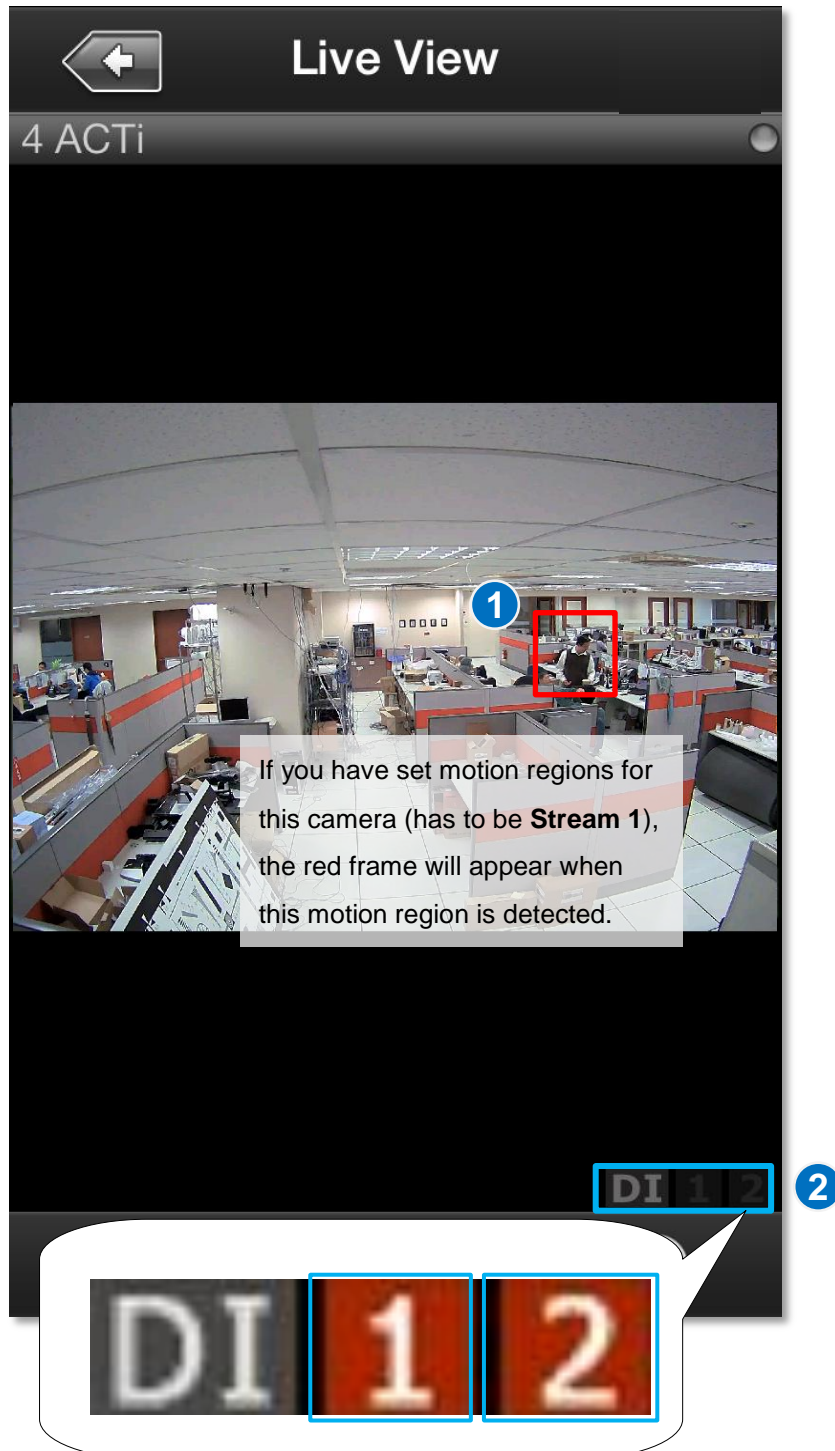 Live View
4 ACTi
1
If you have set motion regions for
this camera (has to be Stream 1),
the red frame will appear when
this motion region is detected.
DI 1 2
2
DI 1 2